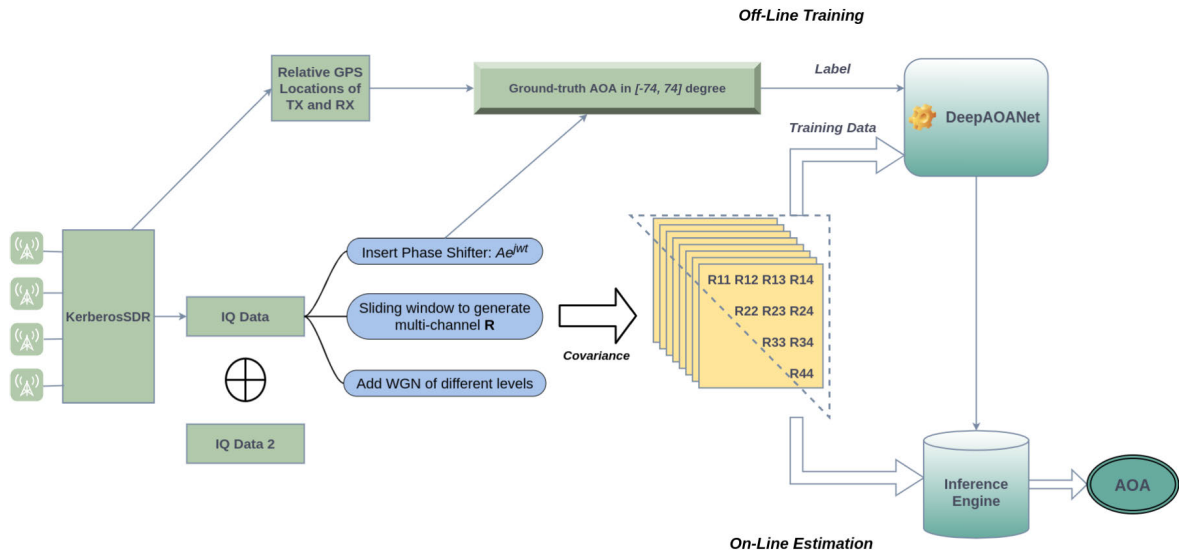 Off-Line Training
Relative GPS
Locations of
TX and RX
Ground-truth AOA in [-74, 74] degree
Label
DeepAOANet
Training Data
KerberosSDR
IQ Data
IQ Data 2
Insert Phase Shifter: Ae^jwt
Sliding window to generate
multi-channel R
Add WGN of different levels
Covariance
R11 R12 R13 R14
R22 R23 R24
R33 R34
R44
Inference
Engine
AOA
On-Line Estimation